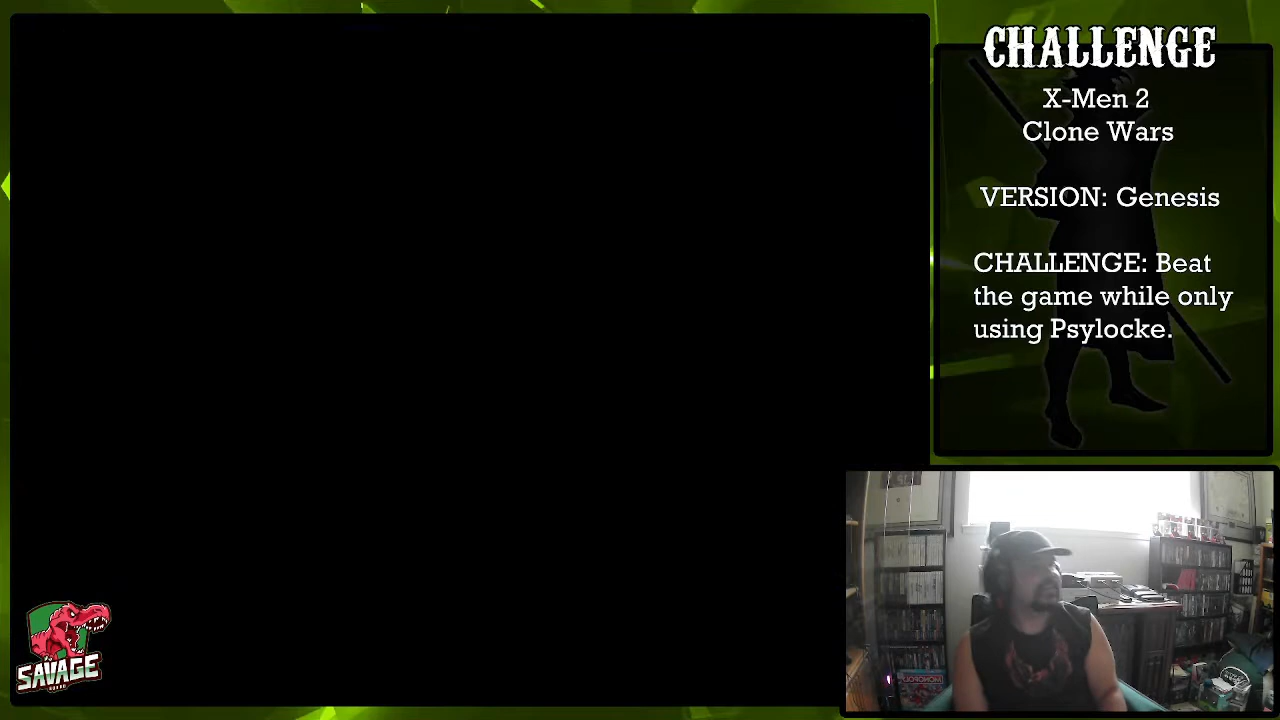 CHALLENGE
X-Men 2
Clone Wars
VERSION: Genesis
CHALLENGE: Beat
the game while only
using Psylocke.
SAVAGE